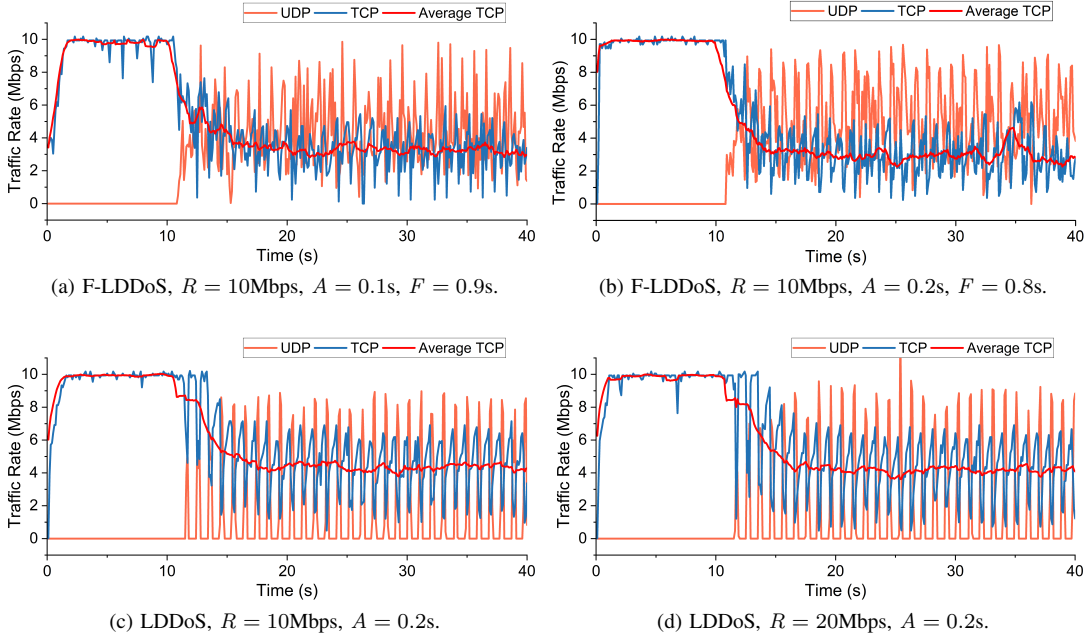 UDP TCP Average TCP
Traffic Rate (Mbps)
10
8
6
4
2
0
0 10 20 30 40
Time (s)
(a) F-LDDoS, R = 10Mbps, A = 0.1s, F = 0.9s.
UDP TCP Average TCP
Traffic Rate (Mbps)
12
10
8
6
4
2
0
0 10 20 30 40
Time (s)
(b) F-LDDoS, R = 10Mbps, A = 0.2s, F = 0.8s.
UDP TCP Average TCP
Traffic Rate (Mbps)
10
8
6
4
2
0
0 10 20 30 40
Time (s)
(c) LDDoS, R = 10Mbps, A = 0.2s.
UDP TCP Average TCP
Traffic Rate (Mbps)
10
8
6
4
2
0
0 10 20 30 40
Time (s)
(d) LDDoS, R = 20Mbps, A = 0.2s.